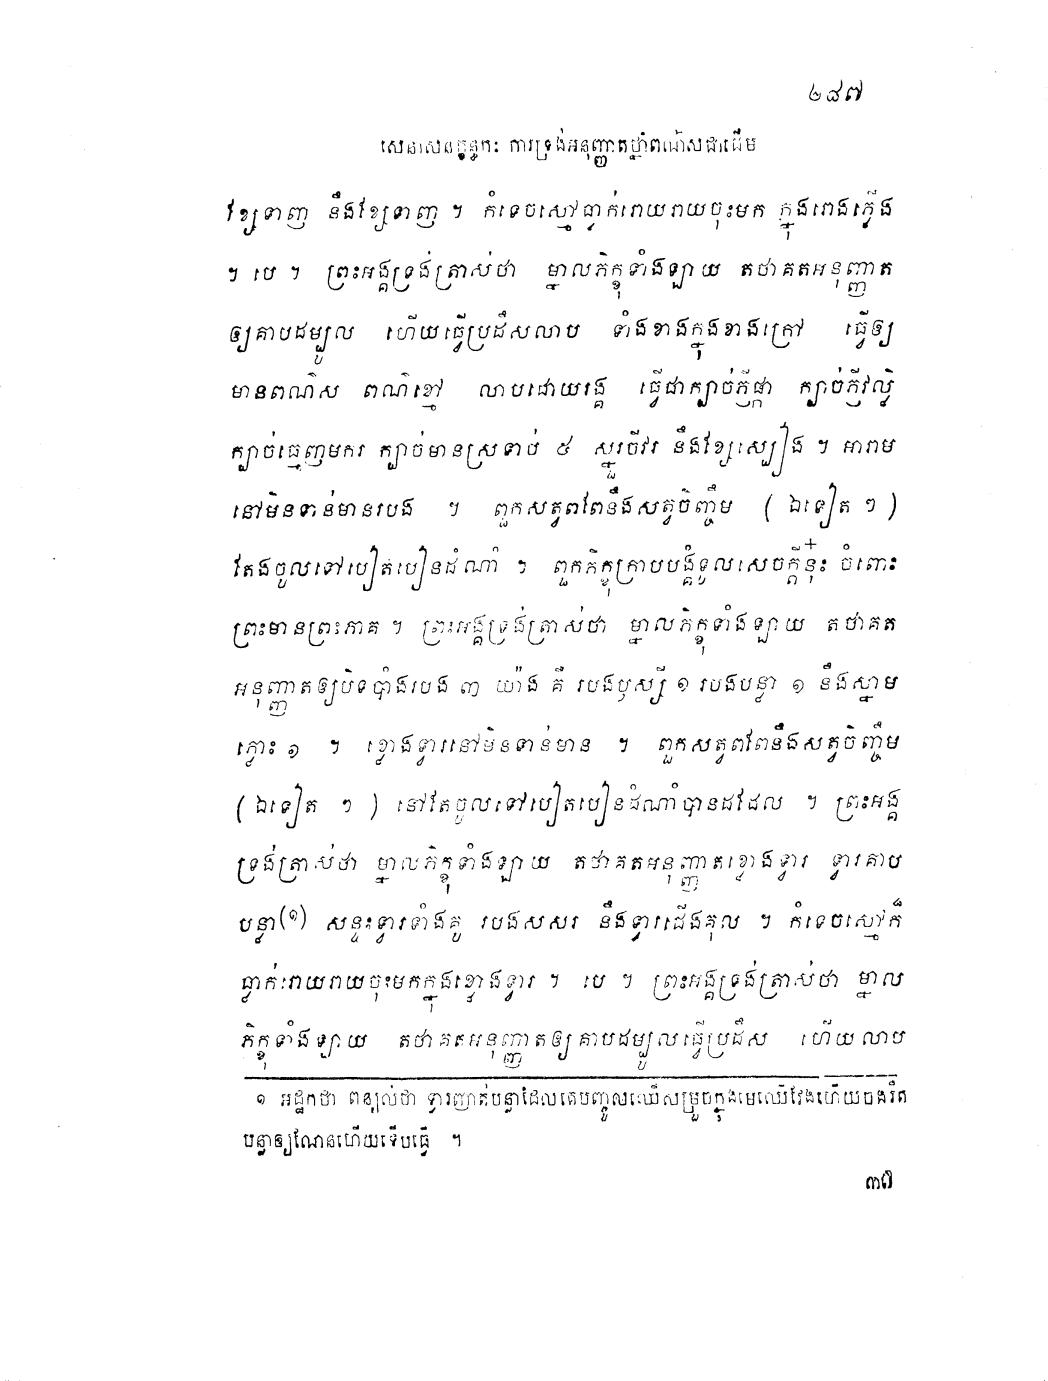 ២៨៧
សេនាសនក្ខន្ធកៈ ការទ្រង់អនុញ្ញាតថ្នាំពណ៌សជាដើម
ខ្សែទាញ នឹងខ្សែទាញ ។ កំទេចស្មៅធ្លាក់រោយរាយចុះមក ក្នុងរោងភ្លើង
។ បេ ។ ព្រះអង្គទ្រង់ត្រាស់ថា ម្នាលភិក្ខុទាំងឡាយ តថាគតអនុញ្ញាត
ឲ្យគាបដម្បូល ហើយធ្វើប្រដឹសលាប ទាំងខាងក្នុងខាងក្រៅ ធ្វើឲ្យ
មានពណ៌ស ពណ៌ខ្មៅ លាបដោយរង្គ ធ្វើជាក្បាច់ភ្ញីផ្កា ក្បាច់ភ្ញីវល្លិ
ក្បាច់ធ្មេញមករ ក្បាច់មានស្រទាប់ ៥ ស្នួរចីវរ នឹងខ្សែស្បៀង ។ អារាម
នៅមិនទាន់មានរបង ។ ពួកសត្វពពែនឹងសត្វចិញ្ចឹម ( ឯទៀត ៗ )
តែងចូលទៅបៀតបៀនដំណាំ ។ ពួកភិក្ខុក្រាបបង្គំទូលសេចក្តីនុ៎ះ ចំពោះ
ព្រះមានព្រះភាគ ។ ព្រះអង្គទ្រង់ត្រាស់ថា ម្នាលភិក្ខុទាំងឡាយ តថាគត
អនុញ្ញាតឲ្យបិទបាំងរបង ៣ យ៉ាង គឺ របងឫស្សី ១ របងបន្លា ១ នឹងស្នាម
ភ្លោះ ១ ។ ខ្លោងទ្វារនៅមិនទាន់មាន ។ ពួកសត្វពពែនឹងសត្វចិញ្ចឹម
( ឯទៀត ៗ ) នៅតែចូលទៅបៀតបៀនដំណាំបានដដែល ។ ព្រះអង្គ
ទ្រង់ត្រាស់ថា ម្នាលភិក្ខុទាំងឡាយ តថាគតអនុញ្ញាតខ្លោងទ្វារ ទ្វារគាប
បន្លា(១) សន្ទះទ្វារទាំងគូ របងសសរ នឹងទ្វារជើងគុល ។ កំទេចស្មៅក៏
ធ្លាក់រោយរាយចុះមកក្នុងខ្លោងទ្វារ ។ បេ ។ ព្រះអង្គទ្រង់ត្រាស់ថា ម្នាល
ភិក្ខុទាំងឡាយ តថាគតអនុញ្ញាតឲ្យគាបដម្បូលធ្វើប្រដឹស ហើយលាប
១ អដ្ឋកថា ពន្យល់ថា ទ្វារញាត់បន្លាដែលគេបញ្ចូលឈើសម្រួចក្នុងមេឈើវែងហើយចងរឹត
បន្លាឲ្យណែនហើយទើបធ្វើ ។
៣៧